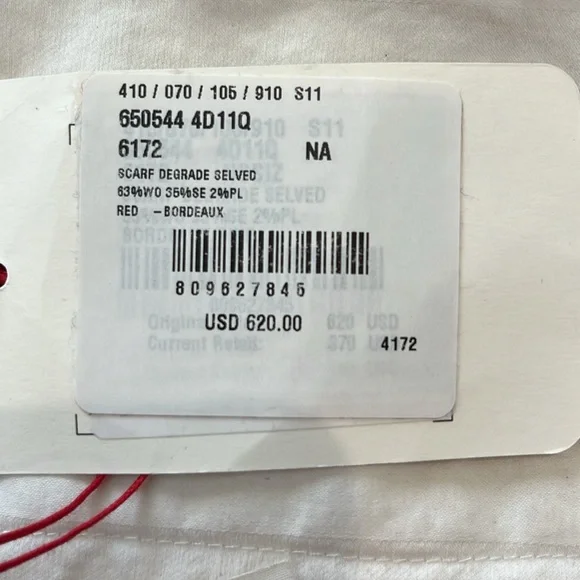 410 / 070 / 105 / 910 S11
650544 4D11Q
6172 NA
SCARF DEGRADE SELVED
63%WO 35%SE 2%PL
RED –BORDEAUX
809627845
USD 620.00
Original 620 USD
Current Retail: 370
4172